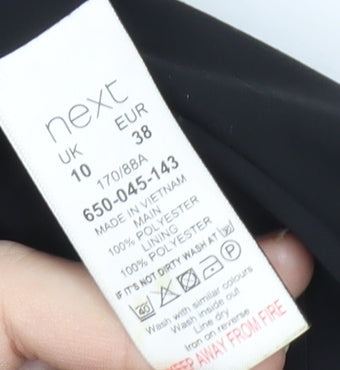 next
UK EUR
10 38
170/88A
650-045-143
MADE IN VIETNAM
MAIN
100% POLYESTER
LINING
100% POLYESTER
IF IT'S NOT DIRTY WASH AT
40
Wash with similar colours
Wash inside out
Line dry
Iron on reverse
KEEP AWAY FROM FIRE